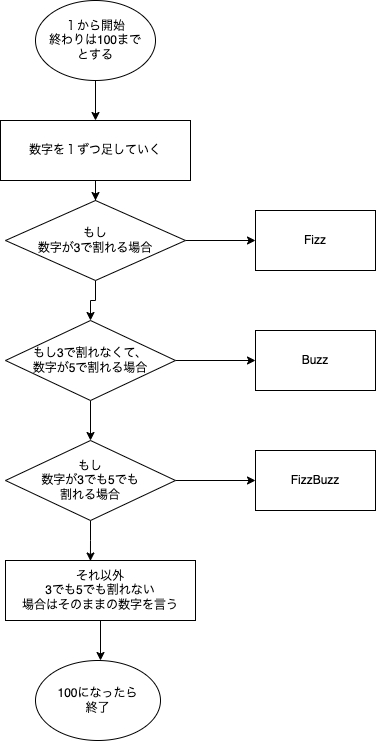 １から開始
終わりは100まで
とする
数字を１ずつ足していく
もし
数字が3で割れる場合
Fizz
もし3で割れなくて、
数字が5で割れる場合
Buzz
もし
数字が3でも5でも
割れる場合
FizzBuzz
それ以外
3でも5でも割れない
場合はそのままの数字を言う
100になったら
終了